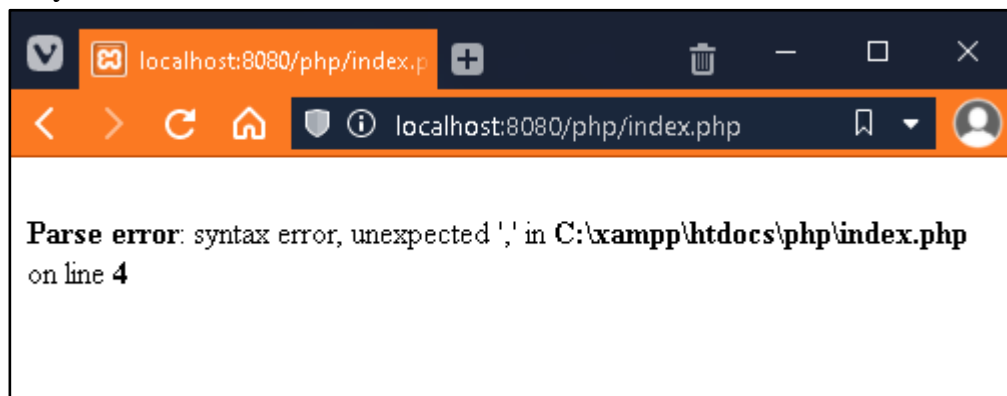 localhost:8080/php/index.p
localhost:8080/php/index.php
Parse error: syntax error, unexpected ',' in C:\xampp\htdocs\php\index.php
on line 4